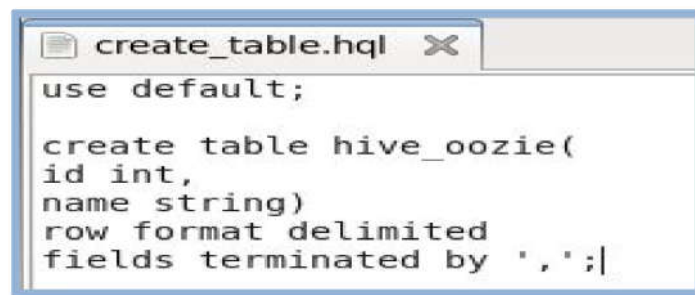 create_table.hql
use default;
create table hive_oozie(
id int,
name string)
row format delimited
fields terminated by ',';